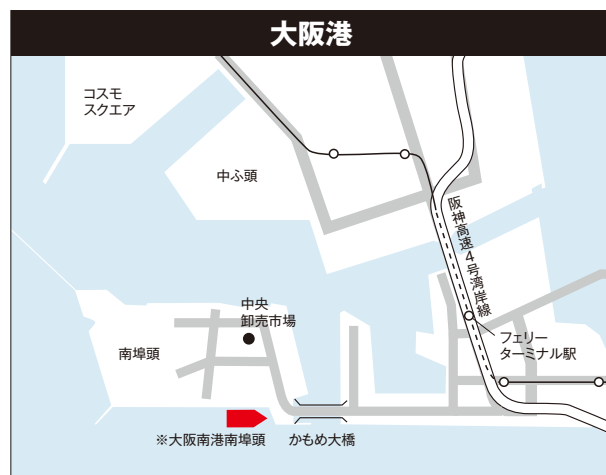 大阪港
コスモ
スクエア
中ふ頭
阪神高速4号湾岸線
中央
卸売市場
フェリー
ターミナル駅
南埠頭
※大阪南港南埠頭
かもめ大橋